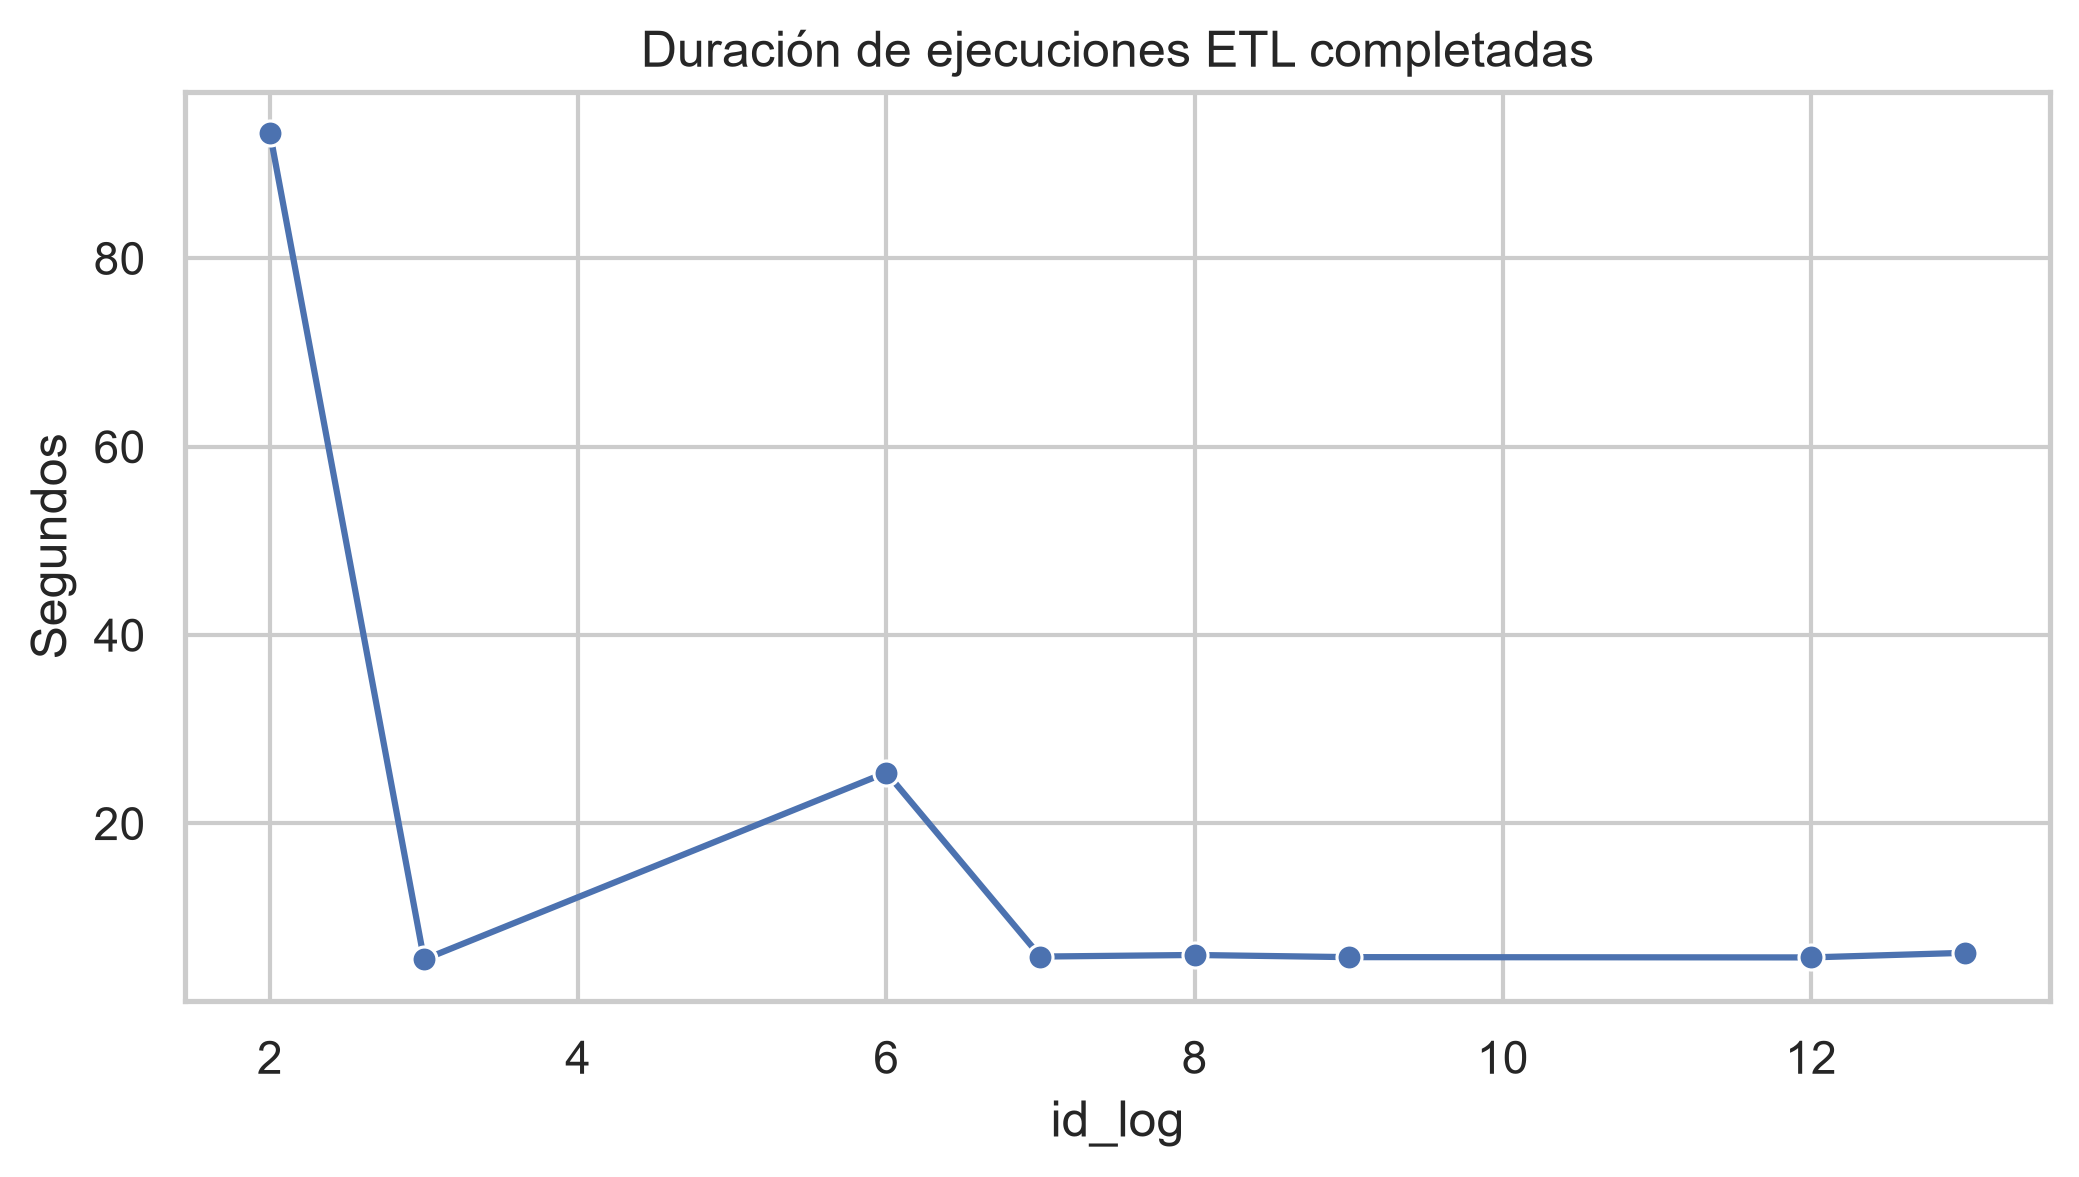 Duración de ejecuciones ETL completadas
Segundos
80
60
40
20
2 4 6 8 10 12
id_log